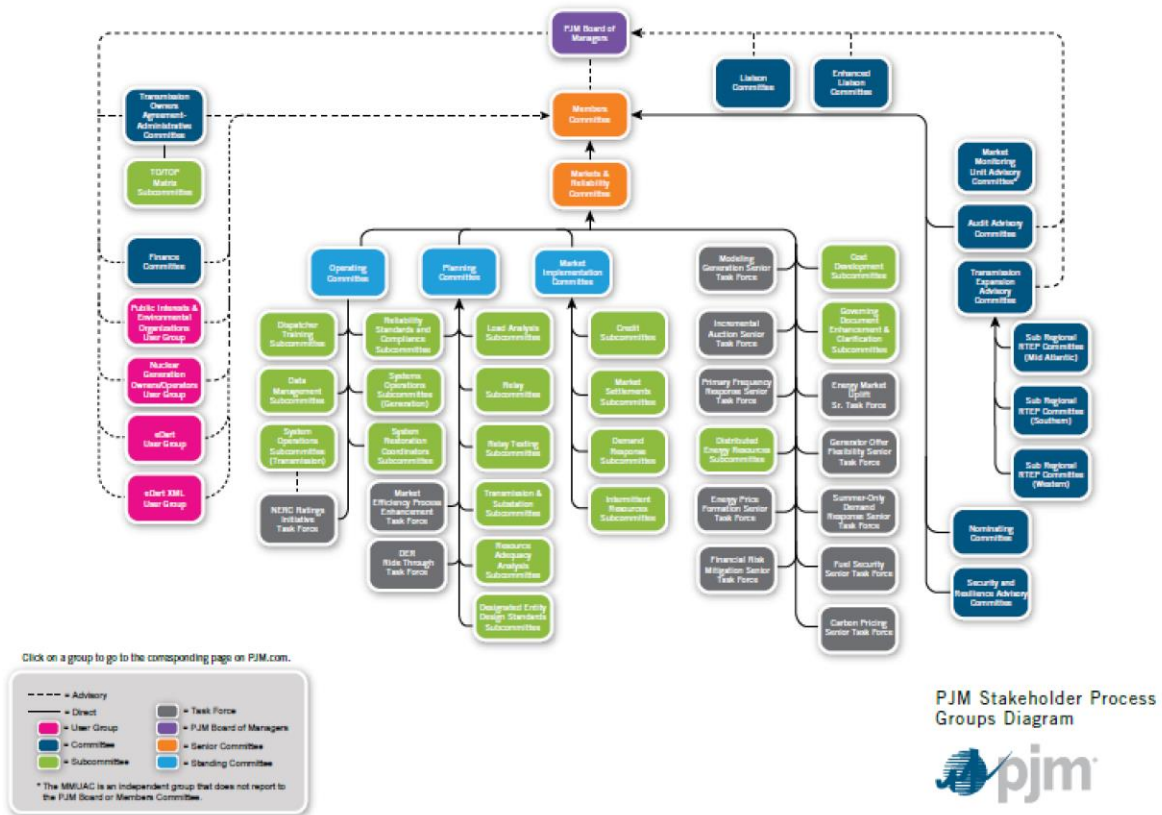 PJM Board of
Managers
Liaison
Committee
Enhanced
Liaison
Committee
Transmission
Owners
Agreement-
Administrative
Committee
Members
Committee
TO/TOP
Matrix
Subcommittee
Markets &
Reliability
Committee
Market
Monitoring
Unit Advisory
Committee*
Audit Advisory
Committee
Finance
Committee
Operating
Committee
Planning
Committee
Market
Implementation
Committee
Modeling
Generation Senior
Task Force
Cost
Development
Subcommittee
Transmission
Expansion
Advisory
Committee
Public Interests &
Environmental
Organizations
User Group
Dispatcher
Training
Subcommittee
Reliability
Standards and
Compliance
Subcommittee
Load Analysis
Subcommittee
Credit
Subcommittee
Incremental
Auction Senior
Task Force
Governing
Document
Enhancement &
Clarification
Subcommittee
Sub Regional
RTEP Committee
(Mid Atlantic)
Nuclear
Generation
Owners/Operators
User Group
Data
Management
Subcommittee
Systems
Operations
Subcommittee
(Generation)
Relay
Subcommittee
Market
Settlements
Subcommittee
Primary Frequency
Response Senior
Task Force
Energy Market
Uplift
Sr. Task Force
Sub Regional
RTEP Committee
(Southern)
eDart
User Group
System
Operations
Subcommittee
(Transmission)
System
Restoration
Coordinators
Subcommittee
Relay Testing
Subcommittee
Demand
Response
Subcommittee
Distributed
Energy Resources
Subcommittee
Generator Offer
Flexibility Senior
Task Force
Sub Regional
RTEP Committee
(Western)
eDart XML
User Group
NERC Ratings
Initiative
Task Force
Market
Efficiency Process
Enhancement
Task Force
Transmission &
Substation
Subcommittee
Intermittent
Resources
Subcommittee
Energy Price
Formation Senior
Task Force
Summer-Only
Demand
Response Senior
Task Force
Nominating
Committee
DER
Ride Through
Task Force
Resource
Adequacy
Analysis
Subcommittee
Financial Risk
Mitigation Senior
Task Force
Fuel Security
Senior Task Force
Security and
Resilience Advisory
Committee
Designated Entity
Design Standards
Subcommittee
Carbon Pricing
Senior Task Force
Click on a group to go to the corresponding page on PJM.com.
= Advisory
= Direct
= User Group
= Committee
= Subcommittee
= Task Force
= PJM Board of Managers
= Senior Committee
= Standing Committee
* The MMUAC is an independent group that does not report to
the PJM Board or Members Committee.
PJM Stakeholder Process
Groups Diagram
pjm